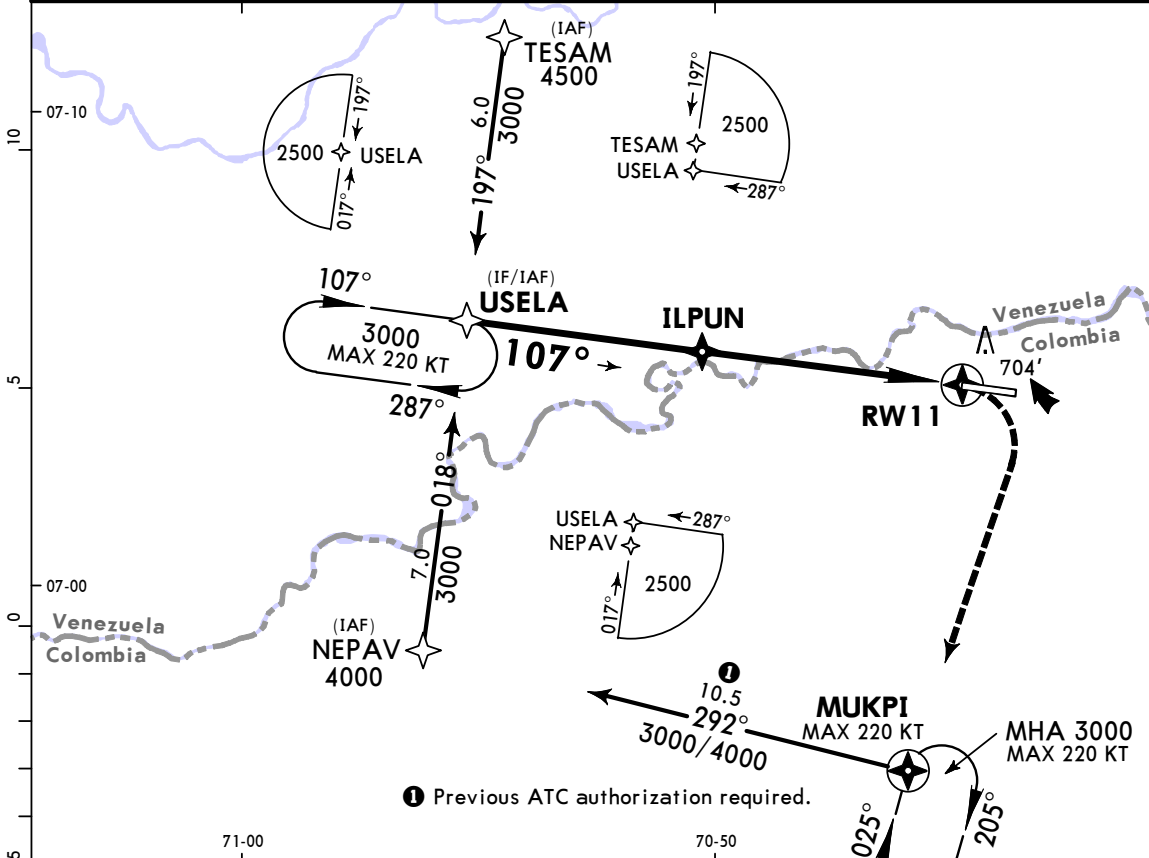 (IAF)
TESAM
4500
6.0
3000
197°
07-10
10
197°
2500
USELA
017°
197°
2500
TESAM
USELA
287°
107°
(IF/IAF)
USELA
3000
MAX 220 KT
107°
287°
ILPUN
Venezuela
Colombia
704'
RW11
5
018°
7.0
3000
(IAF)
NEPAV
4000
USELA
287°
NEPAV
2500
017°
07-00
0
Venezuela
Colombia
1
10.5
292°
3000/4000
MUKPI
MAX 220 KT
MHA 3000
MAX 220 KT
1 Previous ATC authorization required.
025°
205°
71-00
70-50
5